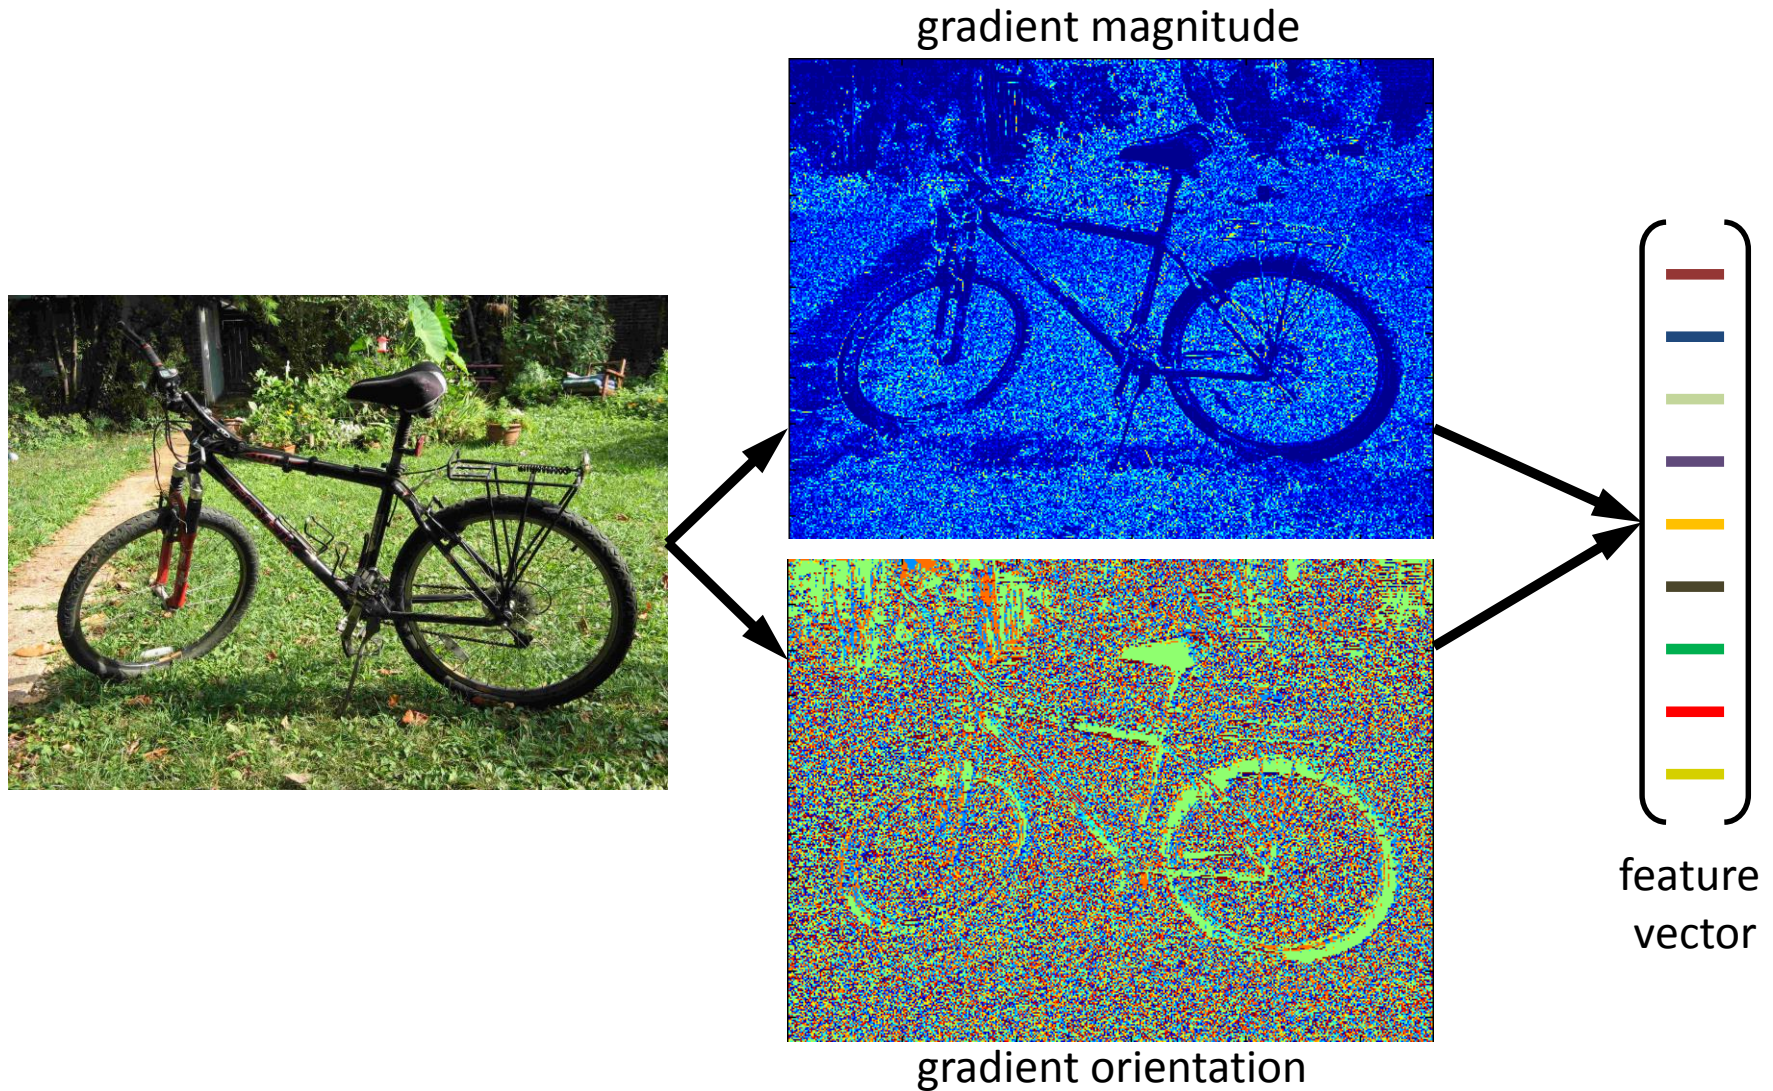 gradient magnitude
feature
vector
gradient orientation